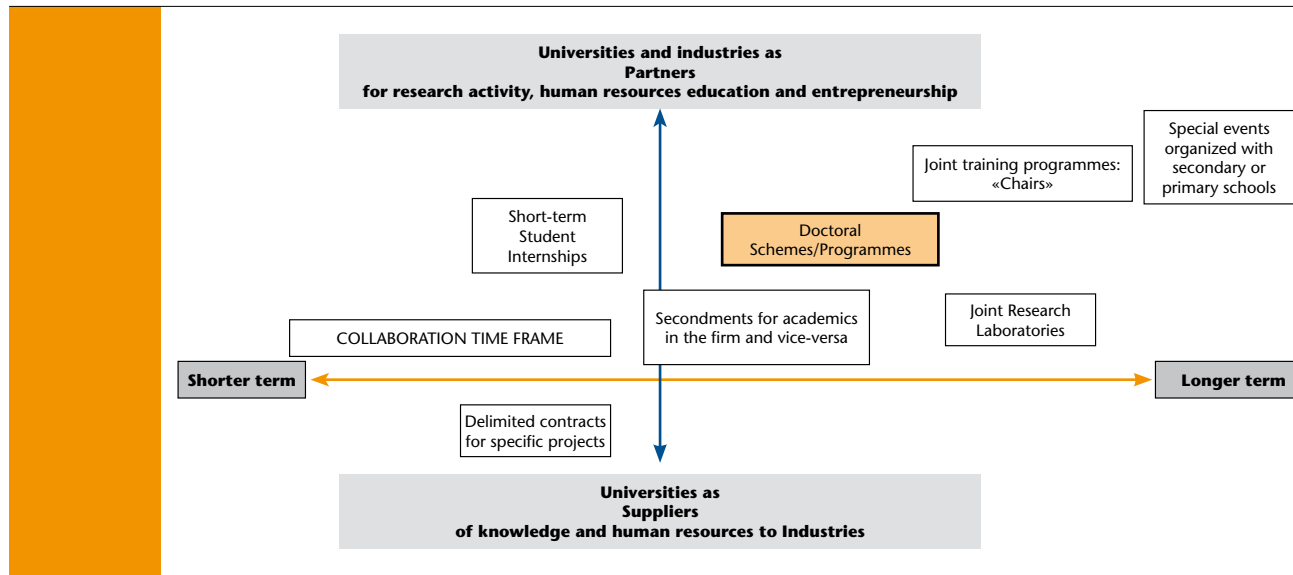 Universities and industries as
Partners
for research activity, human resources education and entrepreneurship
Special events
organized with
secondary or
primary schools
Joint training programmes:
«Chairs»
Short-term
Student
Internships
Doctoral
Schemes/Programmes
Secondments for academics
in the firm and vice-versa
Joint Research
Laboratories
COLLABORATION TIME FRAME
Shorter term
Longer term
Delimited contracts
for specific projects
Universities as
Suppliers
of knowledge and human resources to Industries